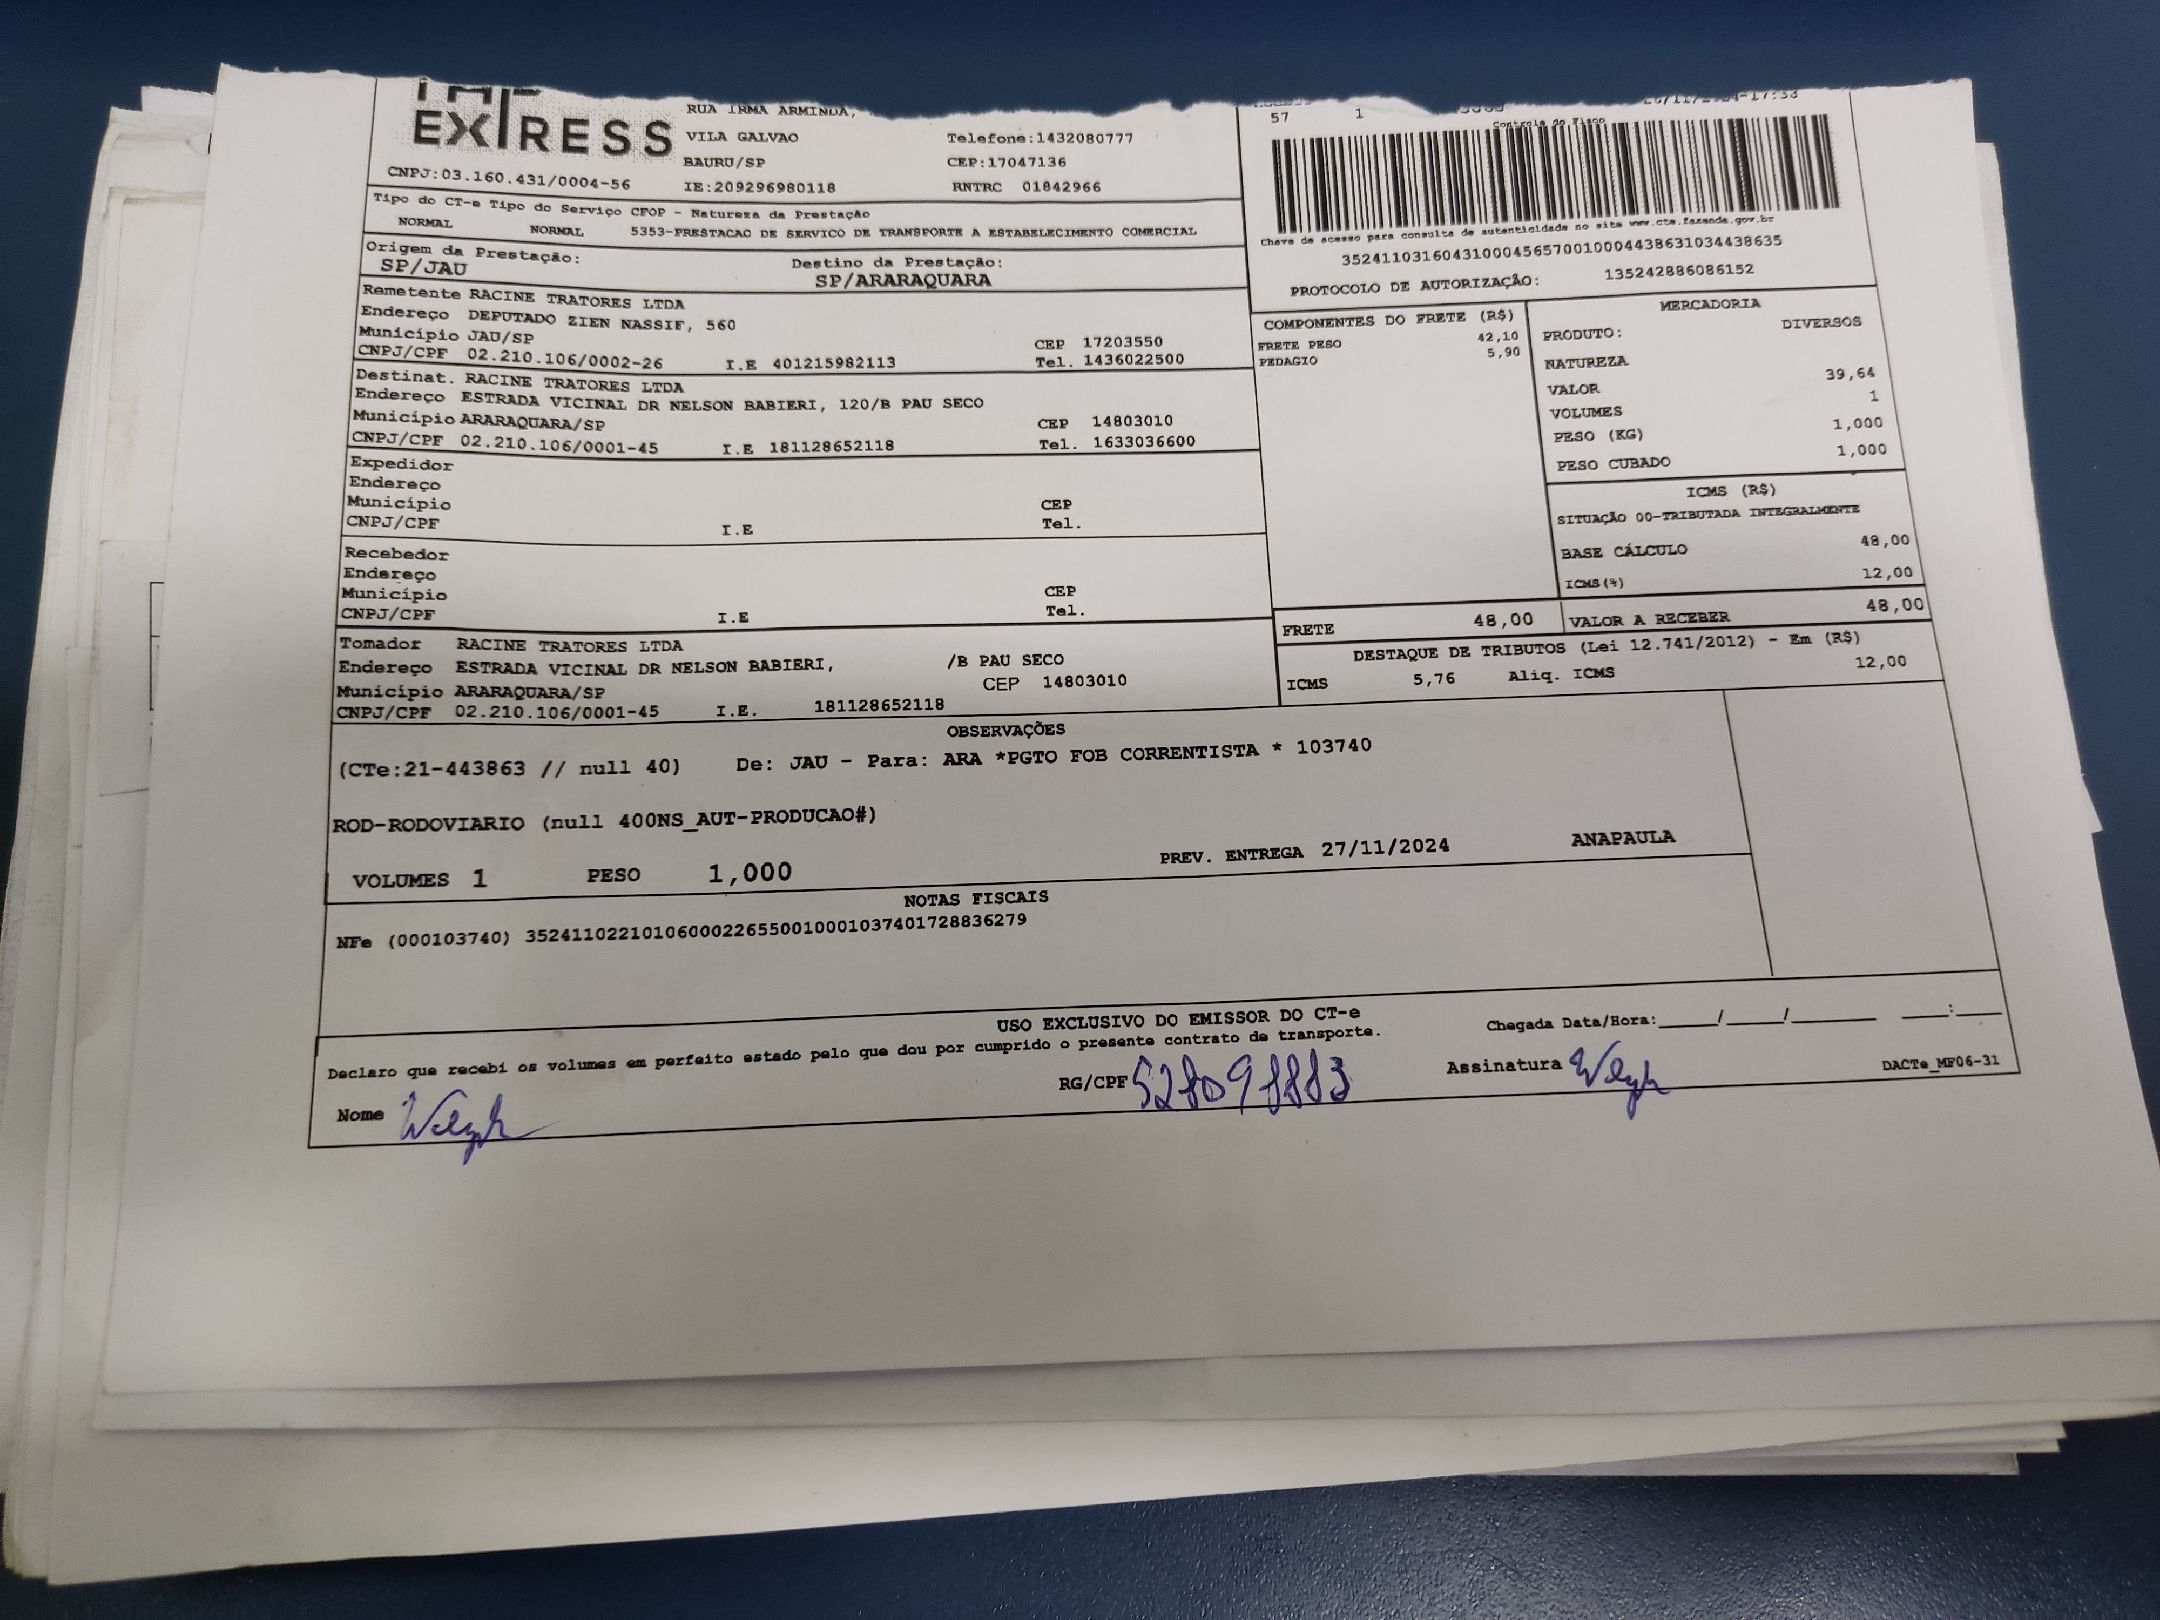 EXPRESS
RUA IRMA ARMINDA,
VILA GALVAO Telefone:1432080777
BAURU/SP CEP:17047136
CNPJ:03.160.431/0004-56 IE:209296980118 RNTRC 01842966
57 1
Controle do Fisco
Chave de acesso para consulta de autenticidade no site www.cte.fazenda.gov.br
35241103160431000456570010004438631034438635
PROTOCOLO DE AUTORIZAÇÃO: 135242886086152
Tipo do CT-e Tipo do Serviço CFOP - Natureza da Prestação
NORMAL NORMAL 5353-PRESTACAO DE SERVICO DE TRANSPORTE A ESTABELECIMENTO COMERCIAL
Origem da Prestação: Destino da Prestação:
SP/JAU SP/ARARAQUARA
Remetente RACINE TRATORES LTDA
Endereço DEPUTADO ZIEN NASSIF, 560
Município JAU/SP CEP 17203550
CNPJ/CPF 02.210.106/0002-26 I.E 401215982113 Tel. 1436022500
Destinat. RACINE TRATORES LTDA
Endereço ESTRADA VICINAL DR NELSON BABIERI, 120/B PAU SECO
Município ARARAQUARA/SP CEP 14803010
CNPJ/CPF 02.210.106/0001-45 I.E 181128652118 Tel. 1633036600
Expedidor
Endereço
Município CEP
CNPJ/CPF I.E Tel.
Recebedor
Endereço
Município CEP
CNPJ/CPF I.E Tel.
Tomador RACINE TRATORES LTDA
Endereço ESTRADA VICINAL DR NELSON BABIERI, /B PAU SECO
Município ARARAQUARA/SP CEP 14803010
CNPJ/CPF 02.210.106/0001-45 I.E. 181128652118
COMPONENTES DO FRETE (R$)
FRETE PESO 42,10
PEDAGIO 5,90
MERCADORIA
PRODUTO: DIVERSOS
NATUREZA
VALOR 39,64
VOLUMES 1
PESO (KG) 1,000
PESO CUBADO 1,000
ICMS (R$)
SITUAÇÃO 00-TRIBUTADA INTEGRALMENTE
BASE CÁLCULO 48,00
ICMS(%) 12,00
FRETE 48,00 VALOR A RECEBER 48,00
DESTAQUE DE TRIBUTOS (Lei 12.741/2012) - Em (R$)
ICMS 5,76 Aliq. ICMS 12,00
OBSERVAÇÕES
(CTe:21-443863 // null 40) De: JAU - Para: ARA *PGTO FOB CORRENTISTA * 103740
ROD-RODOVIARIO (null 400NS_AUT-PRODUCAO#)
VOLUMES 1 PESO 1,000 PREV. ENTREGA 27/11/2024 ANAPAULA
NOTAS FISCAIS
NFe (000103740) 35241102210106000226550010001037401728836279
USO EXCLUSIVO DO EMISSOR DO CT-e
Declaro que recebi os volumes em perfeito estado pelo que dou por cumprido o presente contrato de transporte. Chegada Data/Hora:_____/_____/________ ____:____
Nome RG/CPF 528098883 Assinatura DACTe_MF06-31